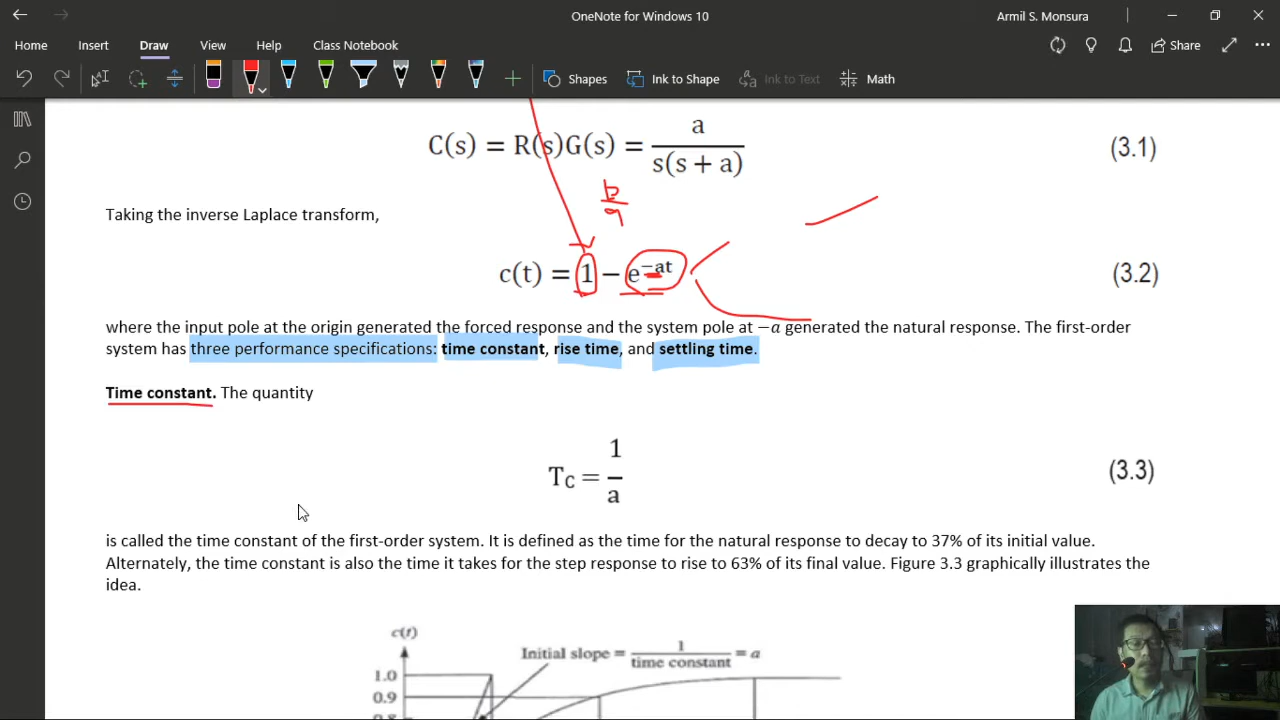 OneNote for Windows 10
Armil S. Monsura
Home Insert Draw View Help Class Notebook Share
Shapes Ink to Shape Ink to Text Math
C(s) = R(s)G(s) = a / s(s + a) (3.1)
b
a
Taking the inverse Laplace transform,
c(t) = 1 − e^−at (3.2)
where the input pole at the origin generated the forced response and the system pole at −a generated the natural response. The first-order
system has three performance specifications: time constant, rise time, and settling time.
Time constant. The quantity
T_C = 1 / a (3.3)
is called the time constant of the first-order system. It is defined as the time for the natural response to decay to 37% of its initial value.
Alternately, the time constant is also the time it takes for the step response to rise to 63% of its final value. Figure 3.3 graphically illustrates the
idea.
c(t)
Initial slope = 1 / time constant = a
1.0
0.9